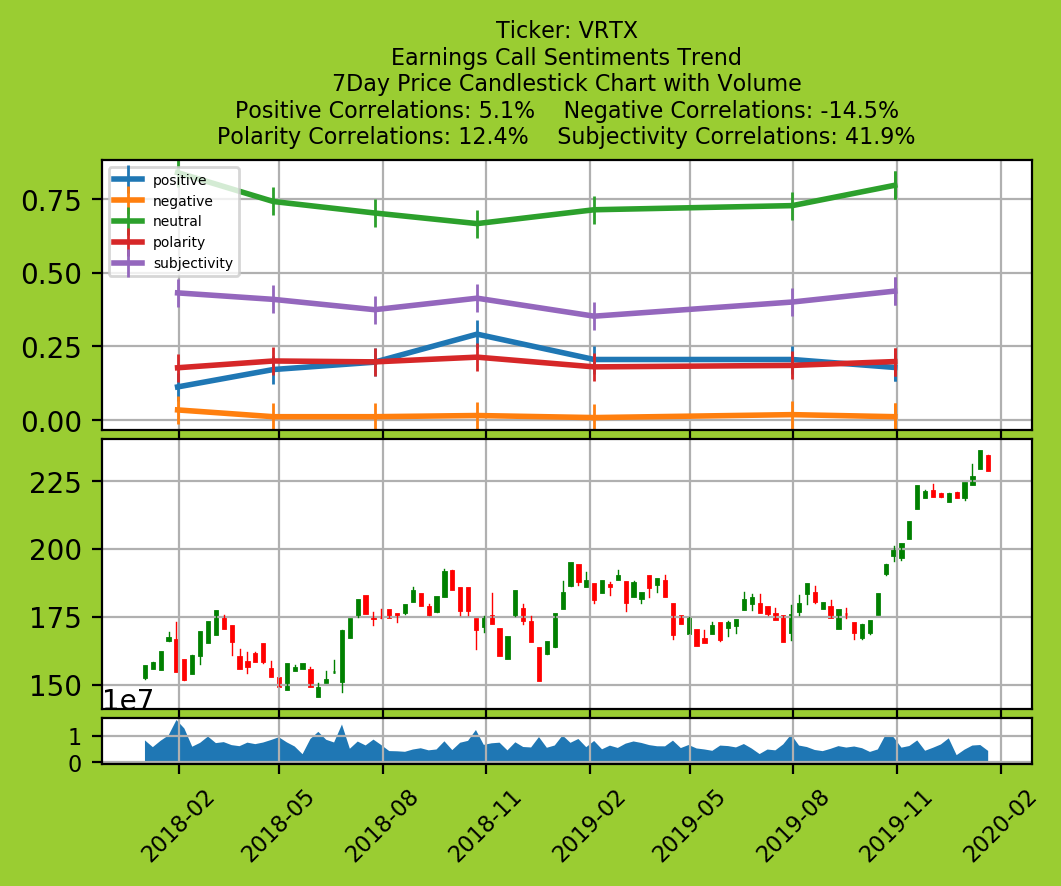 Ticker: VRTX
Earnings Call Sentiments Trend
7Day Price Candlestick Chart with Volume
Positive Correlations: 5.1%    Negative Correlations: -14.5%
Polarity Correlations: 12.4%    Subjectivity Correlations: 41.9%
positive
negative
neutral
polarity
subjectivity
0.75
0.50
0.25
0.00
225
200
175
150
1e7
1
0
2018-02 2018-05 2018-08 2018-11 2019-02 2019-05 2019-08 2019-11 2020-02